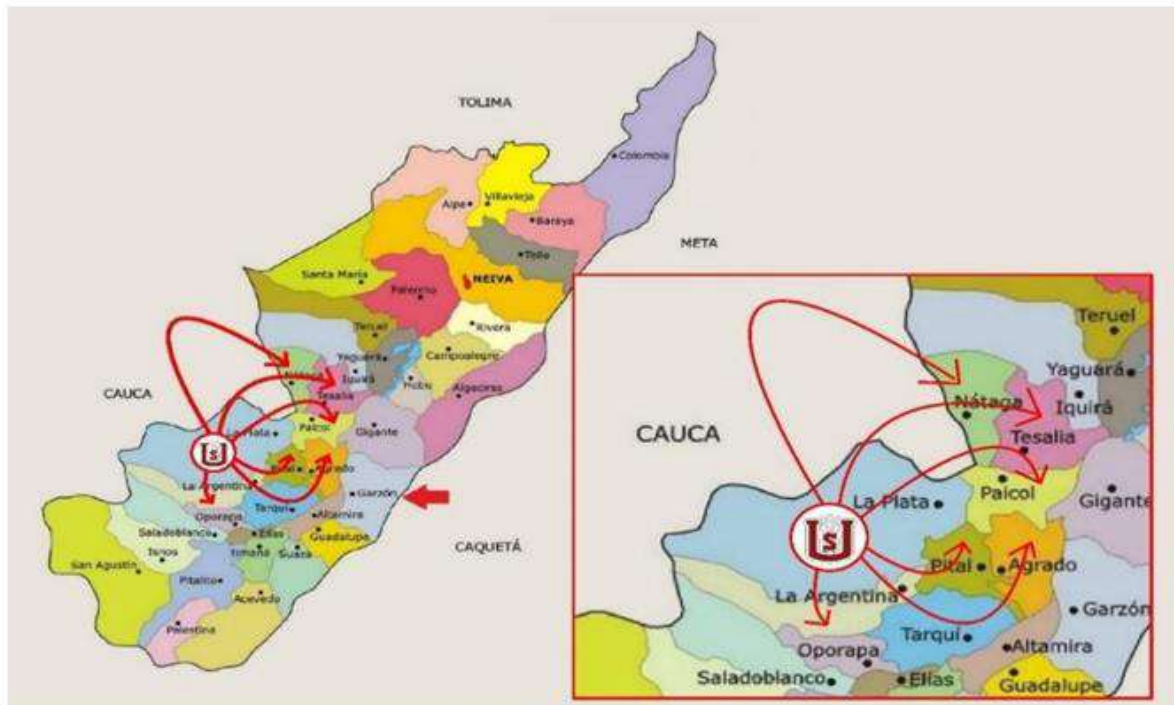 TOLIMA
Colombia
Aipe
Villavieja
Baraya
META
Tello
Santa María
NEIVA
Palermo
Rivera
Teruel
Yaguará
Campoalegre
Iquirá
Hobo
Algeciras
Tesalia
CAUCA
Paicol
La Plata
Gigante
US
Agrado
La Argentina
Garzón
Tarqui
Altamira
Oporapa
Elías
Guadalupe
Saladoblanco
Isnos
Timaná
Suaza
CAQUETÁ
San Agustín
Pitalito
Acevedo
Palestina
Teruel
Yaguará
Nátaga
Iquirá
CAUCA
Tesalia
Paicol
La Plata
Gigante
US
Pital
Agrado
La Argentina
Garzón
Tarqui
Altamira
Oporapa
Saladoblanco
Elías
Guadalupe